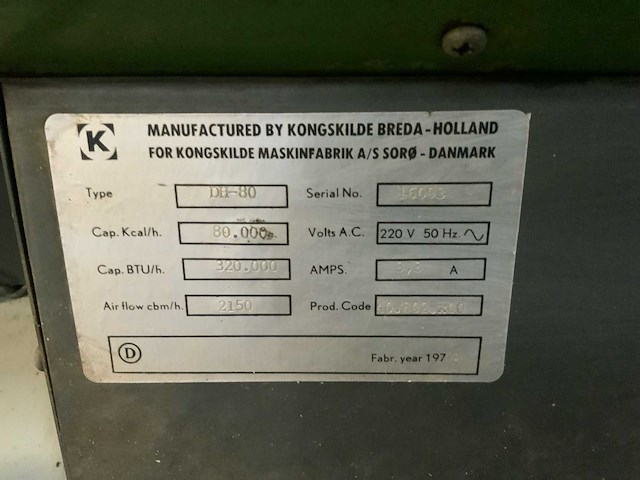 K
MANUFACTURED BY KONGSKILDE BREDA-HOLLAND
FOR KONGSKILDE MASKINFABRIK A/S SORØ - DANMARK
Type DH-80 Serial No.
Cap. Kcal/h. 80.000 Volts A.C. 220 V 50 Hz.
Cap. BTU/h. 320.000 AMPS. A
Air flow cbm/h. 2150 Prod. Code
D Fabr. year 197